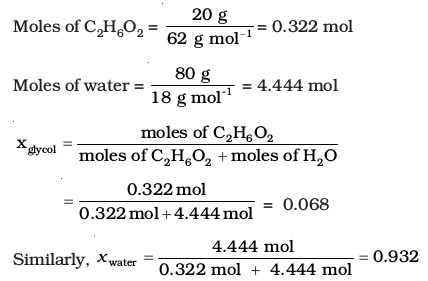 Moles of C₂H₆O₂ = 20 g / 62 g mol⁻¹ = 0.322 mol
Moles of water = 80 g / 18 g mol⁻¹ = 4.444 mol
x_glycol = moles of C₂H₆O₂ / moles of C₂H₆O₂ + moles of H₂O
= 0.322 mol / 0.322 mol + 4.444 mol = 0.068
Similarly, x_water = 4.444 mol / 0.322 mol + 4.444 mol = 0.932